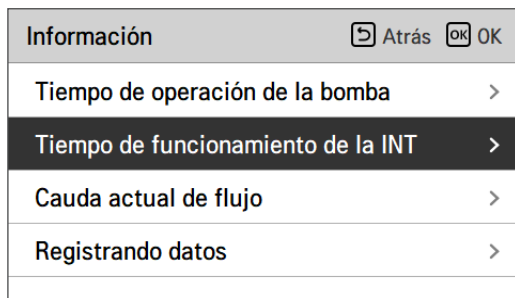 Información Atrás OK OK
Tiempo de operación de la bomba >
Tiempo de funcionamiento de la INT >
Cauda actual de flujo >
Registrando datos >